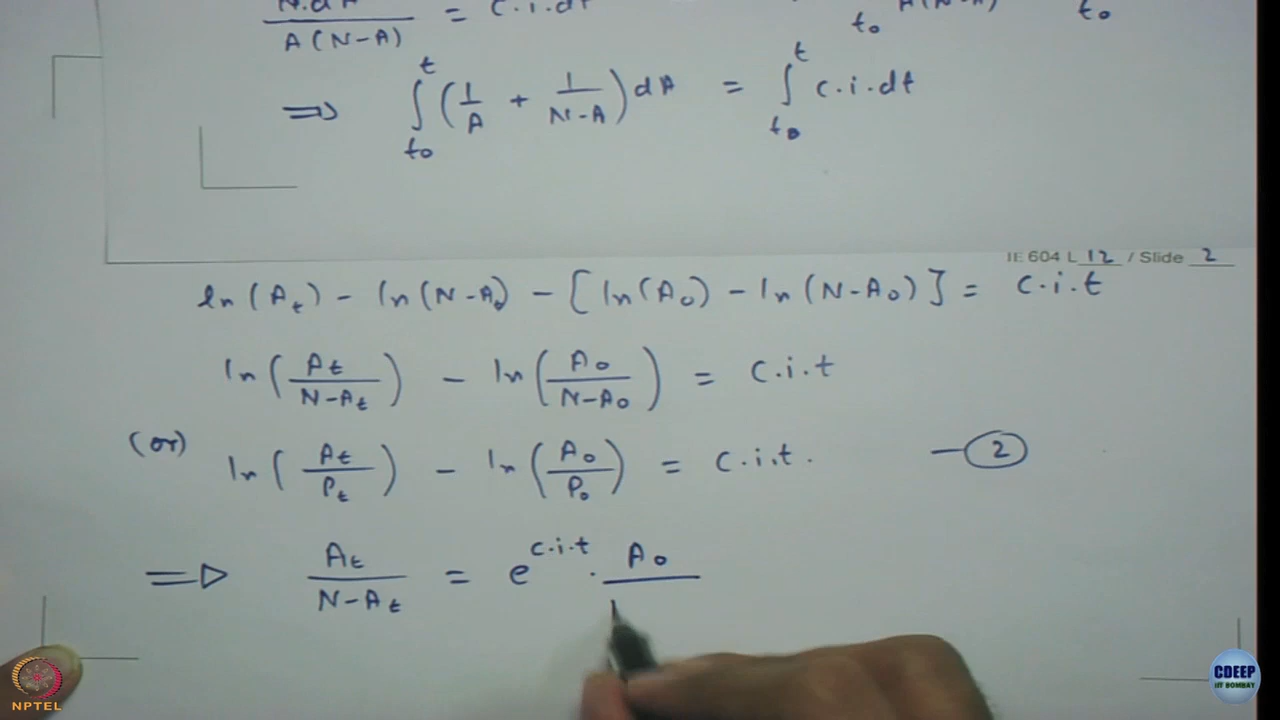 N.dA / A(N-A) = c.i.dt t₀ A(N-A) t₀
⟹ ∫_{t₀}^{t} (1/A + 1/(N-A)) dA = ∫_{t₀}^{t} c.i.dt
IE 604 L 12 / Slide 2
ln(A_t) - ln(N-A_t) - [ln(A₀) - ln(N-A₀)] = c.i.t
ln(A_t / (N-A_t)) - ln(A₀ / (N-A₀)) = c.i.t
(or) ln(A_t / P_t) - ln(A₀ / P₀) = c.i.t. — ②
⟹ A_t / (N-A_t) = e^{c.i.t} . A₀ /
NPTEL
CDEEP
IIT BOMBAY